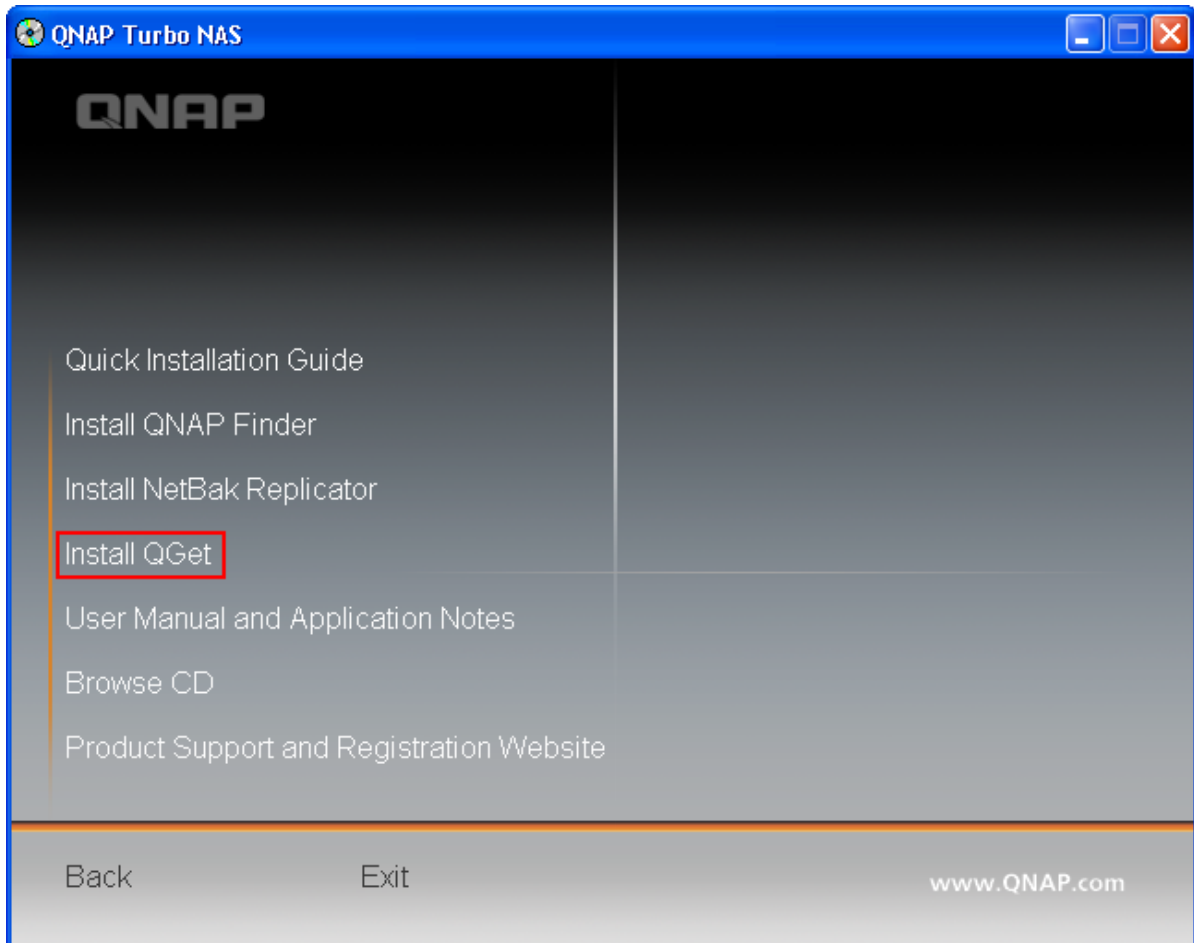 QNAP Turbo NAS
QNAP
Quick Installation Guide
Install QNAP Finder
Install NetBak Replicator
Install QGet
User Manual and Application Notes
Browse CD
Product Support and Registration Website
Back
Exit
www.QNAP.com